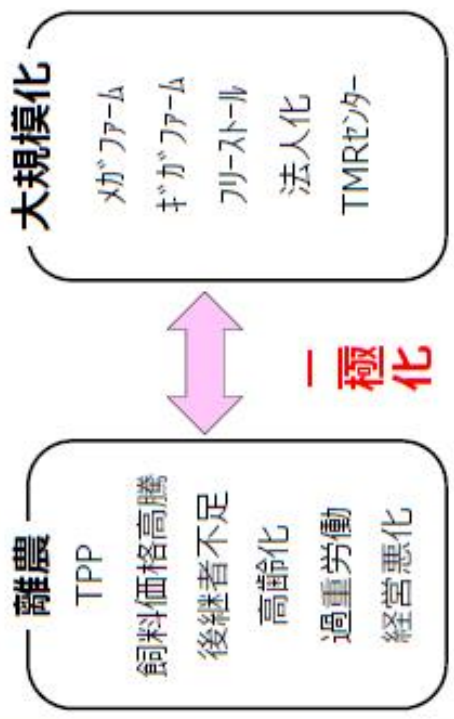 離農
TPP
飼料価格高騰
後継者不足
高齢化
過重労働
経営悪化
二極化
大規模化
メガファーム
ギガファーム
フリーストール
法人化
TMRセンター